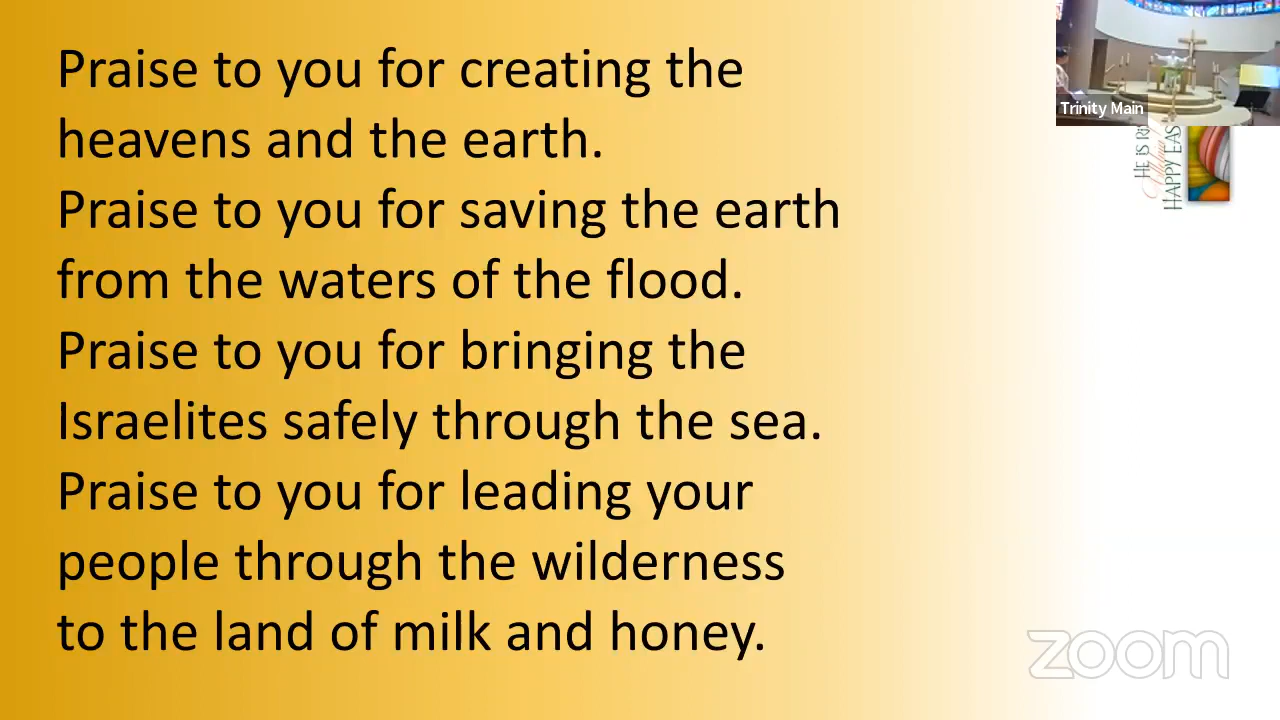 Praise to you for creating the
heavens and the earth.
Praise to you for saving the earth
from the waters of the flood.
Praise to you for bringing the
Israelites safely through the sea.
Praise to you for leading your
people through the wilderness
to the land of milk and honey.
Trinity Main
HE IS
HAPPY
zoom